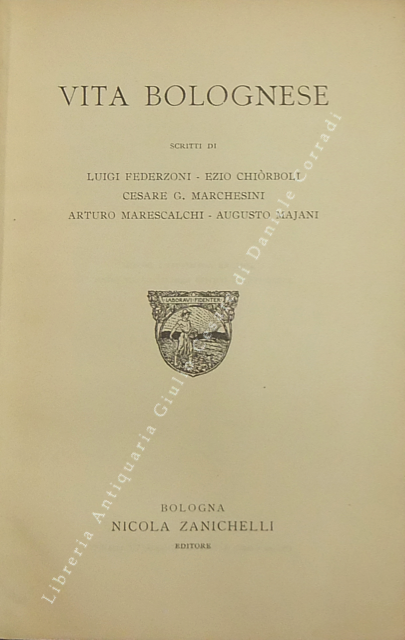 VITA BOLOGNESE
SCRITTI DI
LUIGI FEDERZONI - EZIO CHIÒRBOLI
CESARE G. MARCHESINI
ARTURO MARESCALCHI - AUGUSTO MAJANI
LABORAVI FIDENTER
BOLOGNA
NICOLA ZANICHELLI
EDITORE
Libreria Antiquaria Giulio di Daniele Corradi